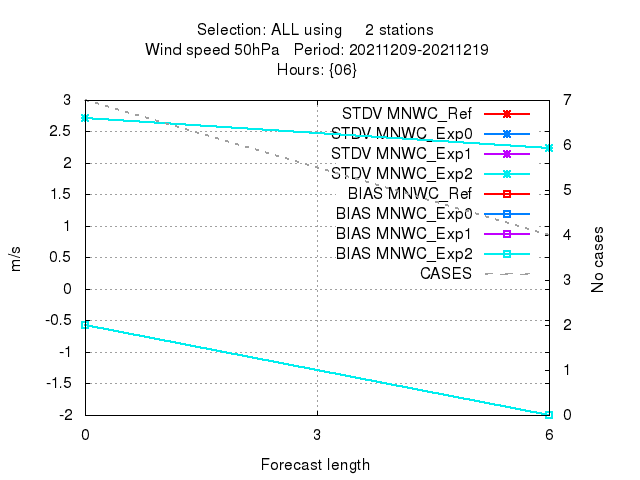 Selection: ALL using 2 stations
Wind speed 50hPa Period: 20211209-20211219
Hours: {06}
STDV MNWC_Ref
STDV MNWC_Exp0
STDV MNWC_Exp1
STDV MNWC_Exp2
BIAS MNWC_Ref
BIAS MNWC_Exp0
BIAS MNWC_Exp1
BIAS MNWC_Exp2
CASES
3
2.5
2
1.5
1
0.5
0
-0.5
-1
-1.5
-2
m/s
7
6
5
4
3
2
1
0
No cases
0 3 6
Forecast length